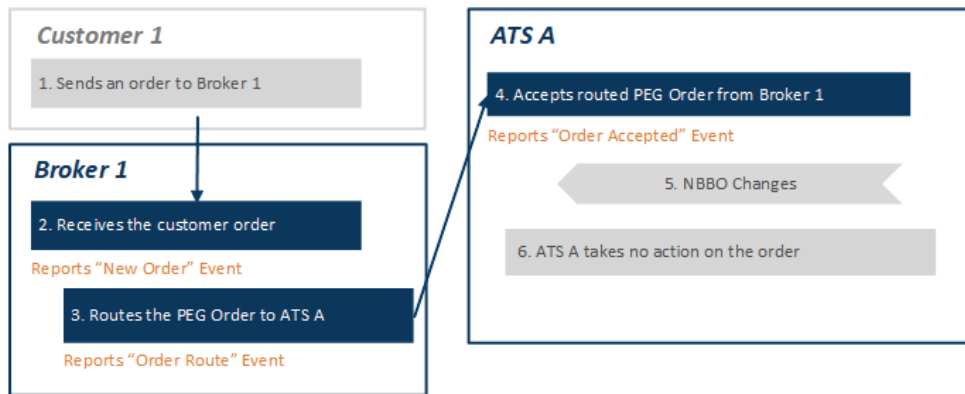 Customer 1
1. Sends an order to Broker 1
Broker 1
2. Receives the customer order
Reports “New Order” Event
3. Routes the PEG Order to ATS A
Reports “Order Route” Event
ATS A
4. Accepts routed PEG Order from Broker 1
Reports “Order Accepted” Event
5. NBBO Changes
6. ATS A takes no action on the order